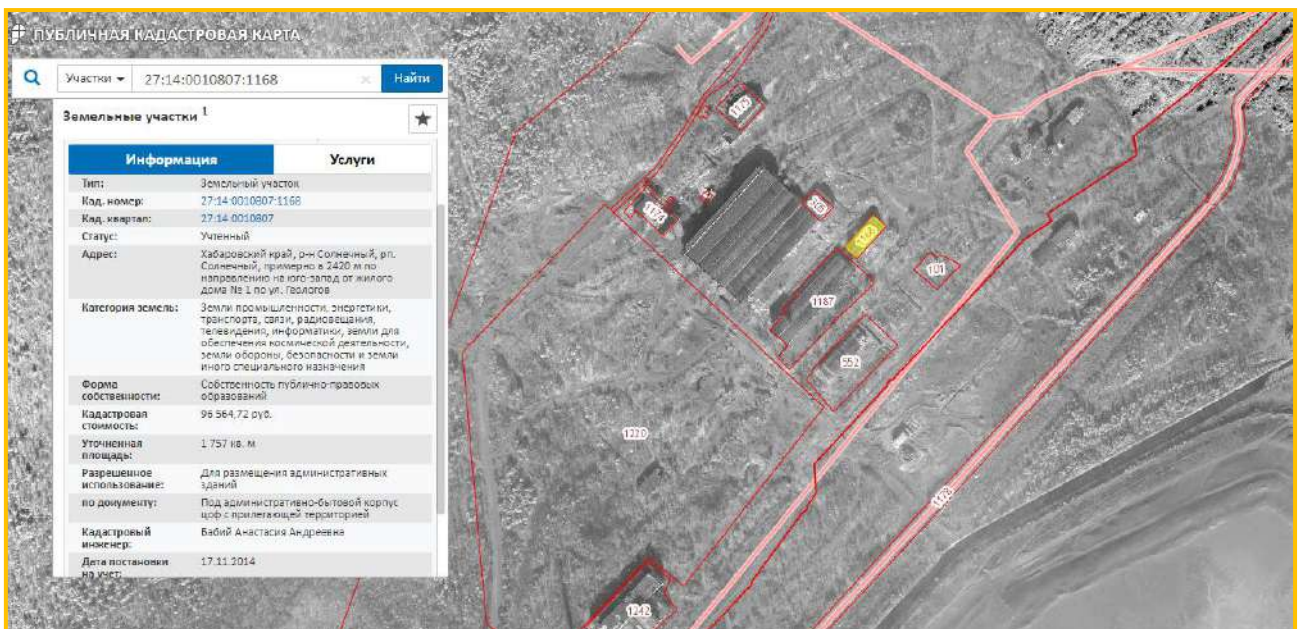 ПУБЛИЧНАЯ КАДАСТРОВАЯ КАРТА
Участки
27:14:0010807:1168
×
Найти
Земельные участки 1
Информация
Услуги
Тип: Земельный участок
Кад. номер: 27:14:0010807:1168
Кад. квартал: 27:14:0010807
Статус: Учтенный
Адрес: Хабаровский край, р-н Солнечный, рп.
Солнечный, примерно в 2420 м по
направлению на юго-запад от жилого
дома № 1 по ул. Геологов
Категория земель: Земли промышленности, энергетики,
транспорта, связи, радиовещания,
телевидения, информатики, земли для
обеспечения космической деятельности,
земли обороны, безопасности и земли
иного специального назначения
Форма Собственность публично-правовых
собственности: образований
Кадастровая 96 564,72 руб.
стоимость:
Уточненная 1 757 кв. м
площадь:
Разрешенное Для размещения административных
использование: зданий
по документу: Под административно-бытовой корпус
цоф с прилегающей территорией
Кадастровый Бабий Анастасия Андреевна
инженер:
Дата постановки 17.11.2014
на учет:
1175
1174
305
1168
101
1187
552
1220
1178
1242